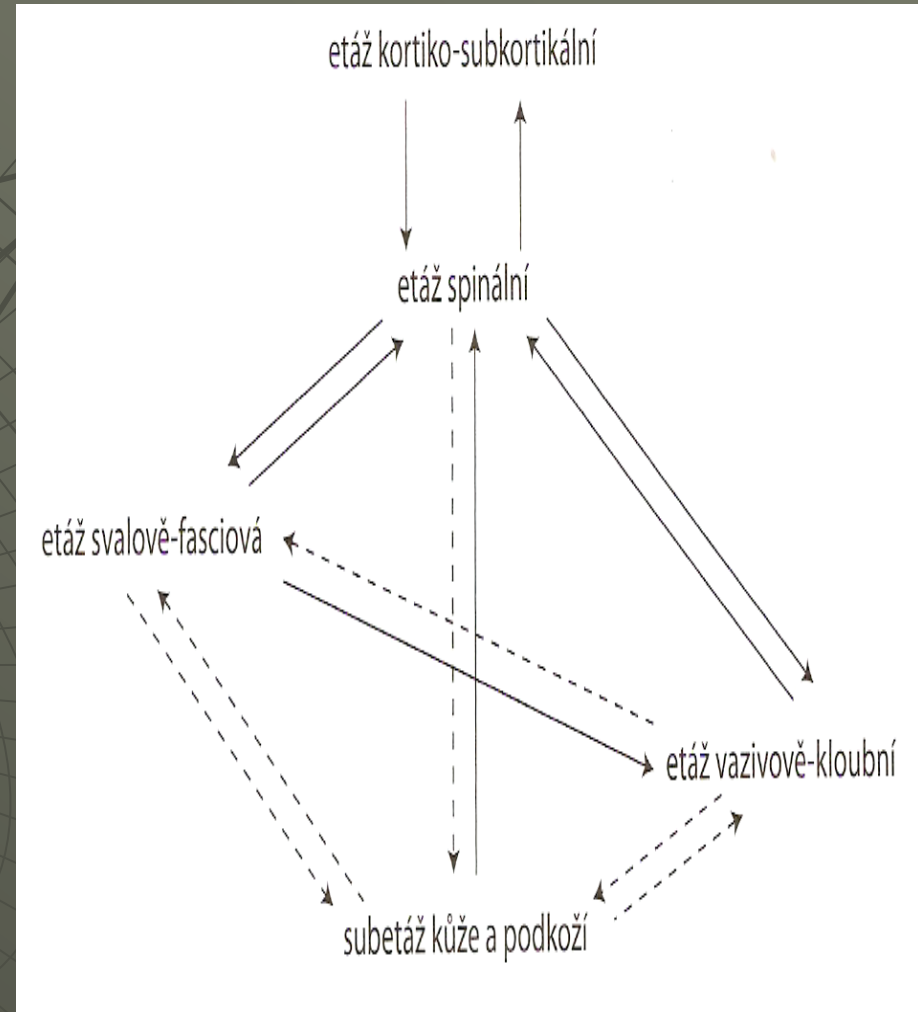 etáž kortiko-subkortikální
etáž spinální
etáž svalově-fasciová
etáž vazivově-kloubní
subetáž kůže a podkoží